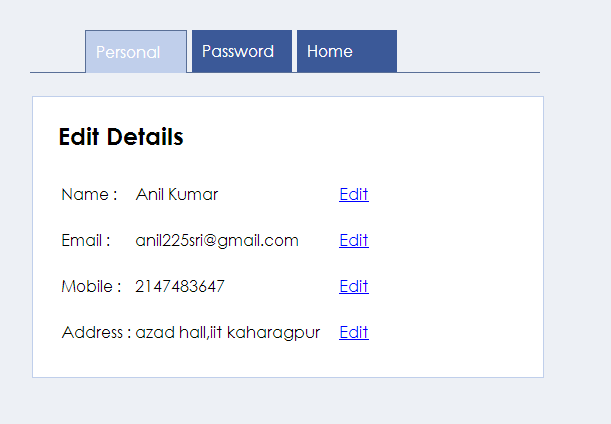 Personal Password Home
Edit Details
Name : Anil Kumar Edit
Email : anil225sri@gmail.com Edit
Mobile : 2147483647 Edit
Address : azad hall,iit kaharagpur Edit